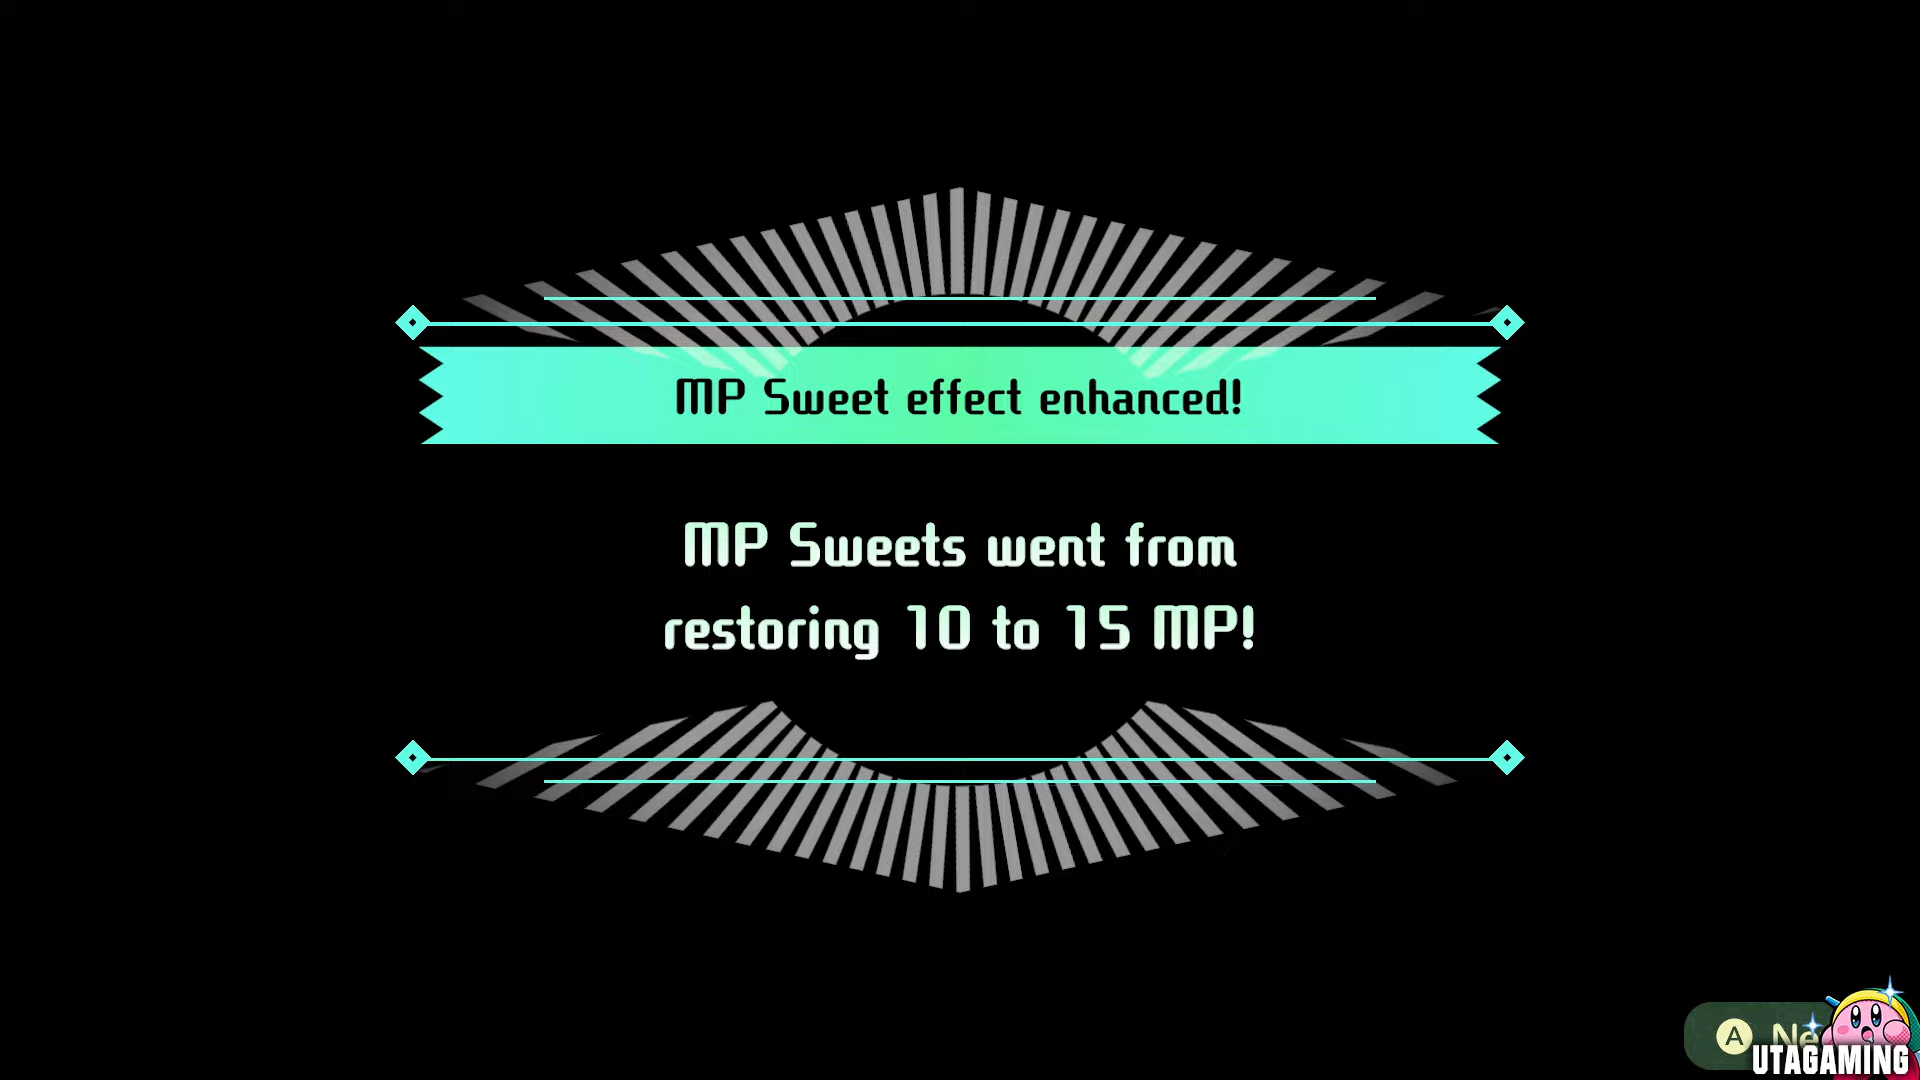 MP Sweet effect enhanced!
MP Sweets went from
restoring 10 to 15 MP!
A
UTAGAMING